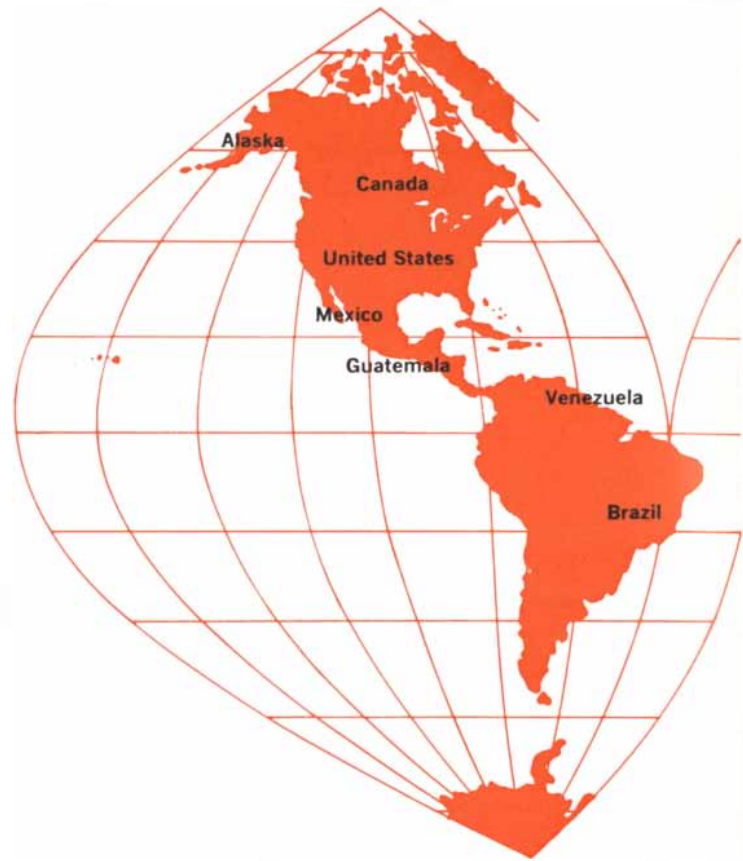 Alaska
Canada
United States
Mexico
Guatemala
Venezuela
Brazil